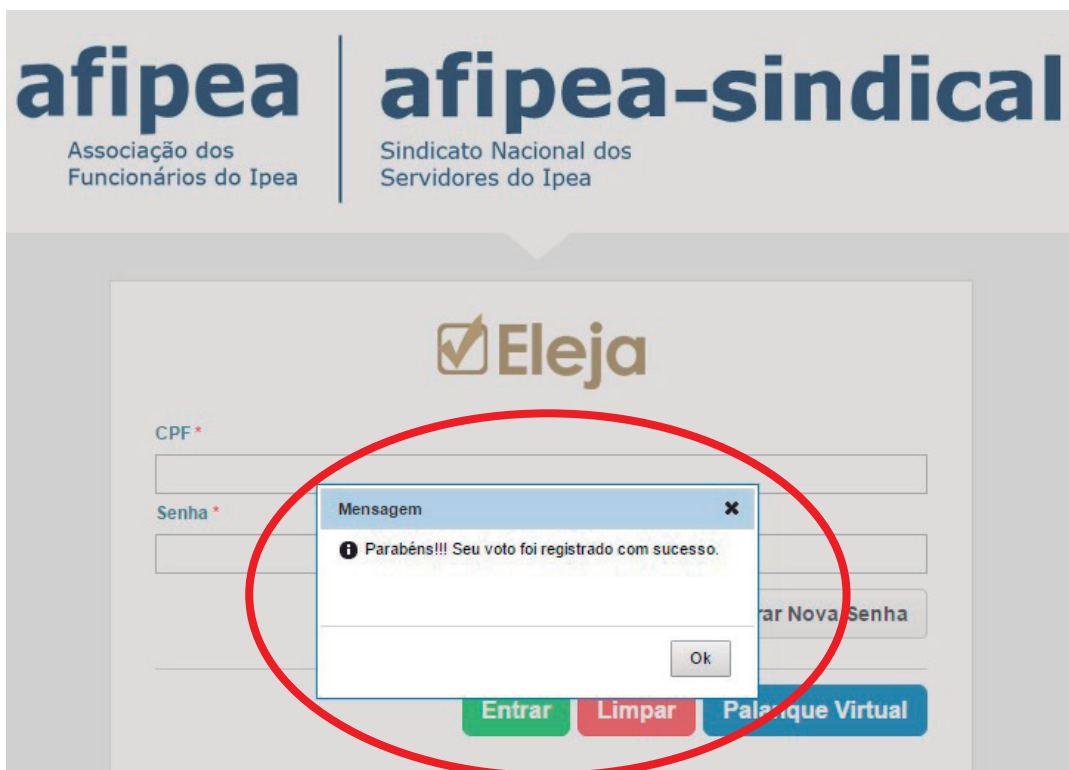 afipea
Associação dos
Funcionários do Ipea
afipea-sindical
Sindicato Nacional dos
Servidores do Ipea
Eleja
CPF *
Senha *
Mensagem
Parabéns!!! Seu voto foi registrado com sucesso.
Ok
rar Nova Senha
Entrar Limpar Palanque Virtual